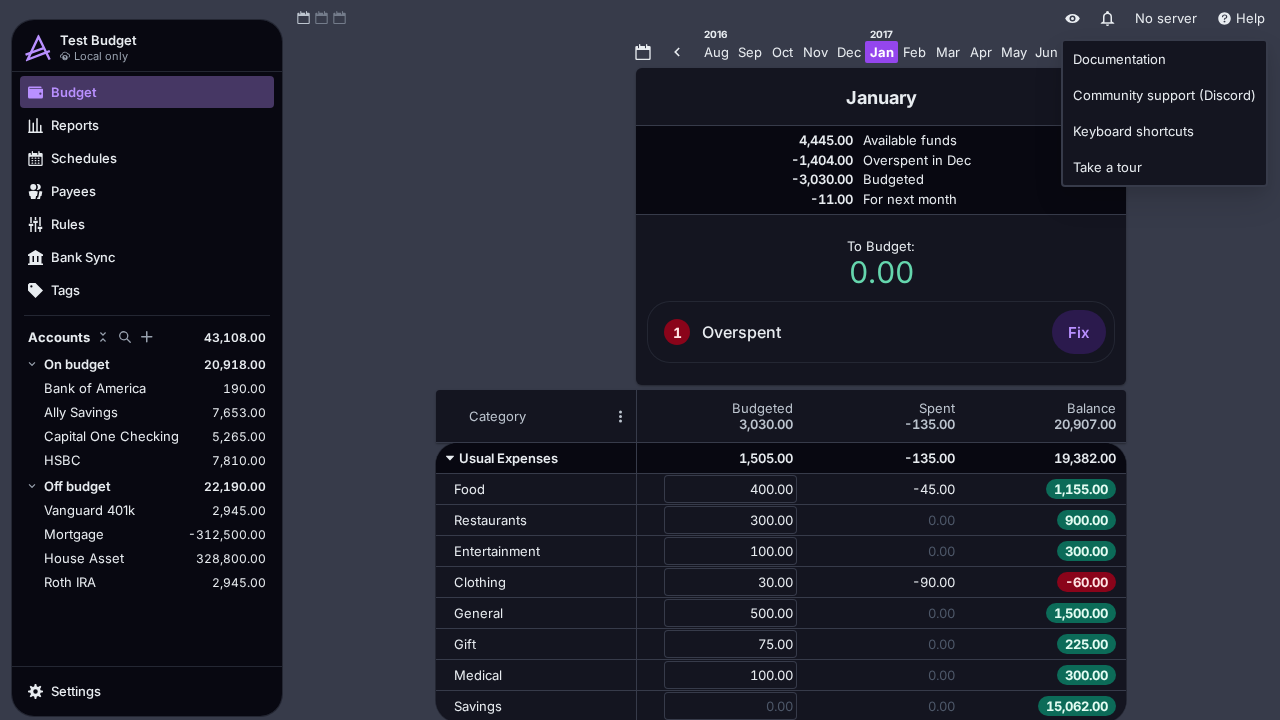 Test Budget
Local only
Budget
Reports
Schedules
Payees
Rules
Bank Sync
Tags
Accounts 43,108.00
On budget 20,918.00
Bank of America 190.00
Ally Savings 7,653.00
Capital One Checking 5,265.00
HSBC 7,810.00
Off budget 22,190.00
Vanguard 401k 2,945.00
Mortgage -312,500.00
House Asset 328,800.00
Roth IRA 2,945.00
Settings
No server Help
2016 2017
Aug Sep Oct Nov Dec Jan Feb Mar Apr May Jun
Documentation
Community support (Discord)
Keyboard shortcuts
Take a tour
January
4,445.00 Available funds
-1,404.00 Overspent in Dec
-3,030.00 Budgeted
-11.00 For next month
To Budget:
0.00
1 Overspent Fix
Category Budgeted Spent Balance
3,030.00 -135.00 20,907.00
Usual Expenses 1,505.00 -135.00 19,382.00
Food 400.00 -45.00 1,155.00
Restaurants 300.00 0.00 900.00
Entertainment 100.00 0.00 300.00
Clothing 30.00 -90.00 -60.00
General 500.00 0.00 1,500.00
Gift 75.00 0.00 225.00
Medical 100.00 0.00 300.00
Savings 0.00 0.00 15,062.00